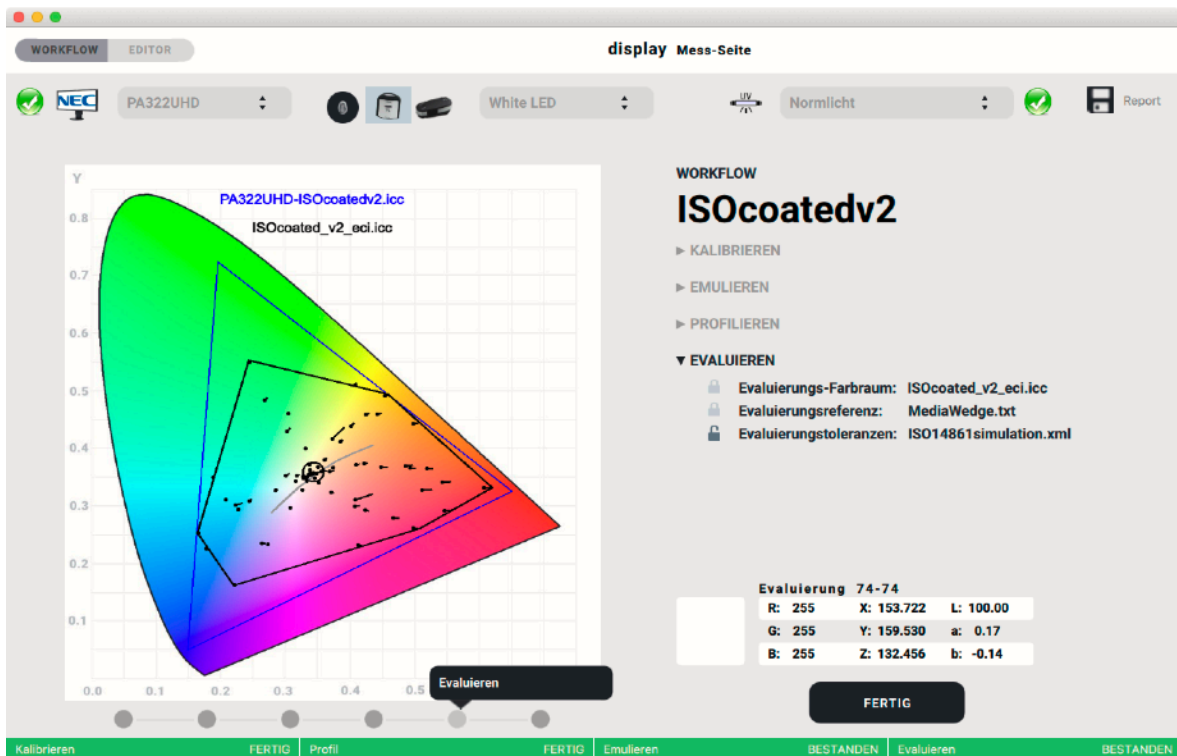 WORKFLOW EDITOR display Mess-Seite
NEC PA322UHD White LED UV Normlicht Report
Y
PA322UHD-ISOcoatedv2.icc
ISOcoated_v2_eci.icc
0.8
0.7
0.6
0.5
0.4
0.3
0.2
0.1
0.0 0.1 0.2 0.3 0.4 0.5
WORKFLOW
ISOcoatedv2
▶ KALIBRIEREN
▶ EMULIEREN
▶ PROFILIEREN
▼ EVALUIEREN
Evaluierungs-Farbraum: ISOcoated_v2_eci.icc
Evaluierungsreferenz: MediaWedge.txt
Evaluierungstoleranzen: ISO14861simulation.xml
Evaluierung 74-74
R: 255 X: 153.722 L: 100.00
G: 255 Y: 159.530 a: 0.17
B: 255 Z: 132.456 b: -0.14
Evaluieren
FERTIG
Kalibrieren FERTIG Profil FERTIG Emulieren BESTANDEN Evaluieren BESTANDEN